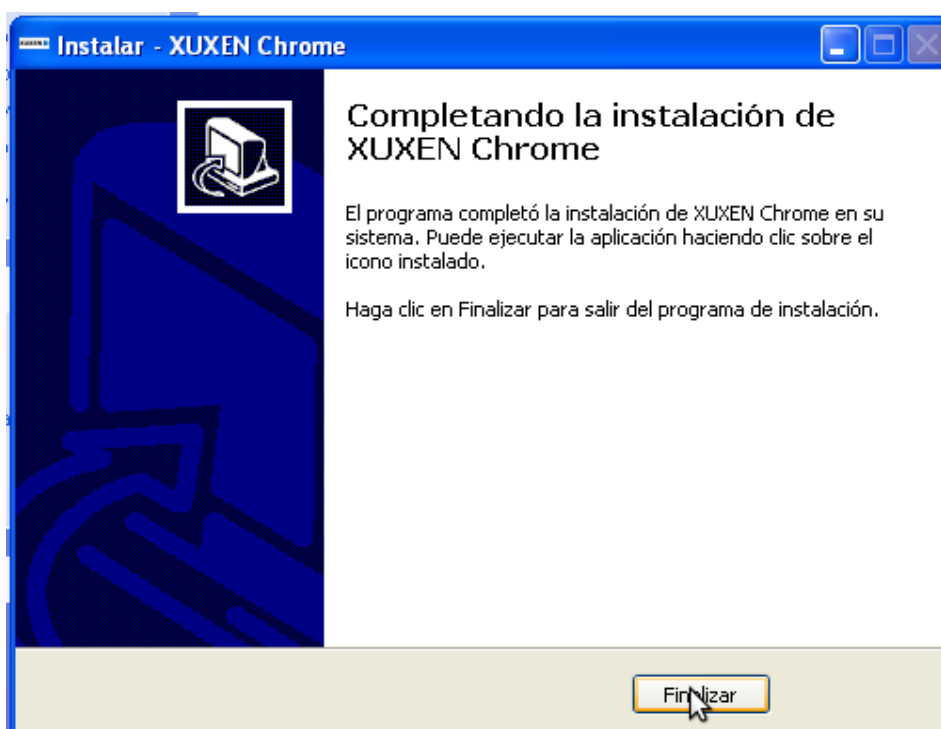 Instalar - XUXEN Chrome
Completando la instalación de
XUXEN Chrome
El programa completó la instalación de XUXEN Chrome en su
sistema. Puede ejecutar la aplicación haciendo clic sobre el
icono instalado.
Haga clic en Finalizar para salir del programa de instalación.
Finalizar